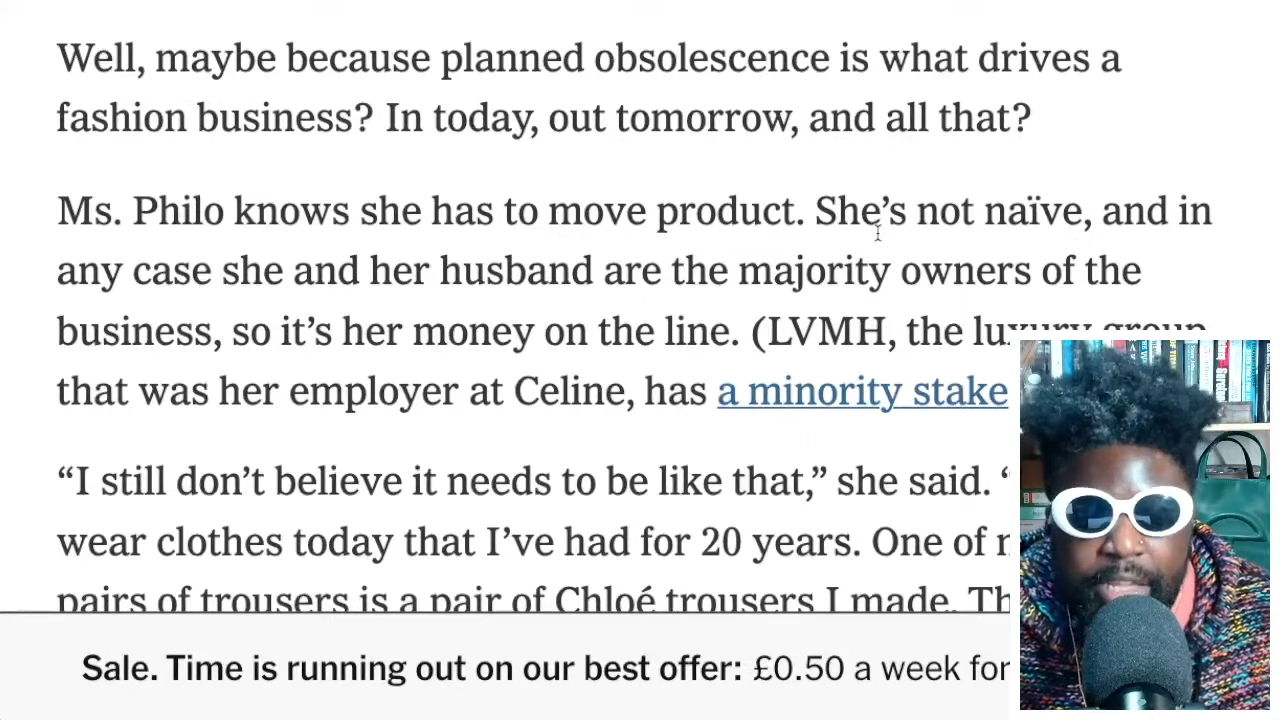 Well, maybe because planned obsolescence is what drives a
fashion business? In today, out tomorrow, and all that?
Ms. Philo knows she has to move product. She’s not naïve, and in
any case she and her husband are the majority owners of the
business, so it’s her money on the line. (LVMH, the luxury group
that was her employer at Celine, has a minority stake
“I still don’t believe it needs to be like that,” she said. “
wear clothes today that I’ve had for 20 years. One of
pairs of trousers is a pair of Chloé trousers I made.
Sale. Time is running out on our best offer: £0.50 a week for